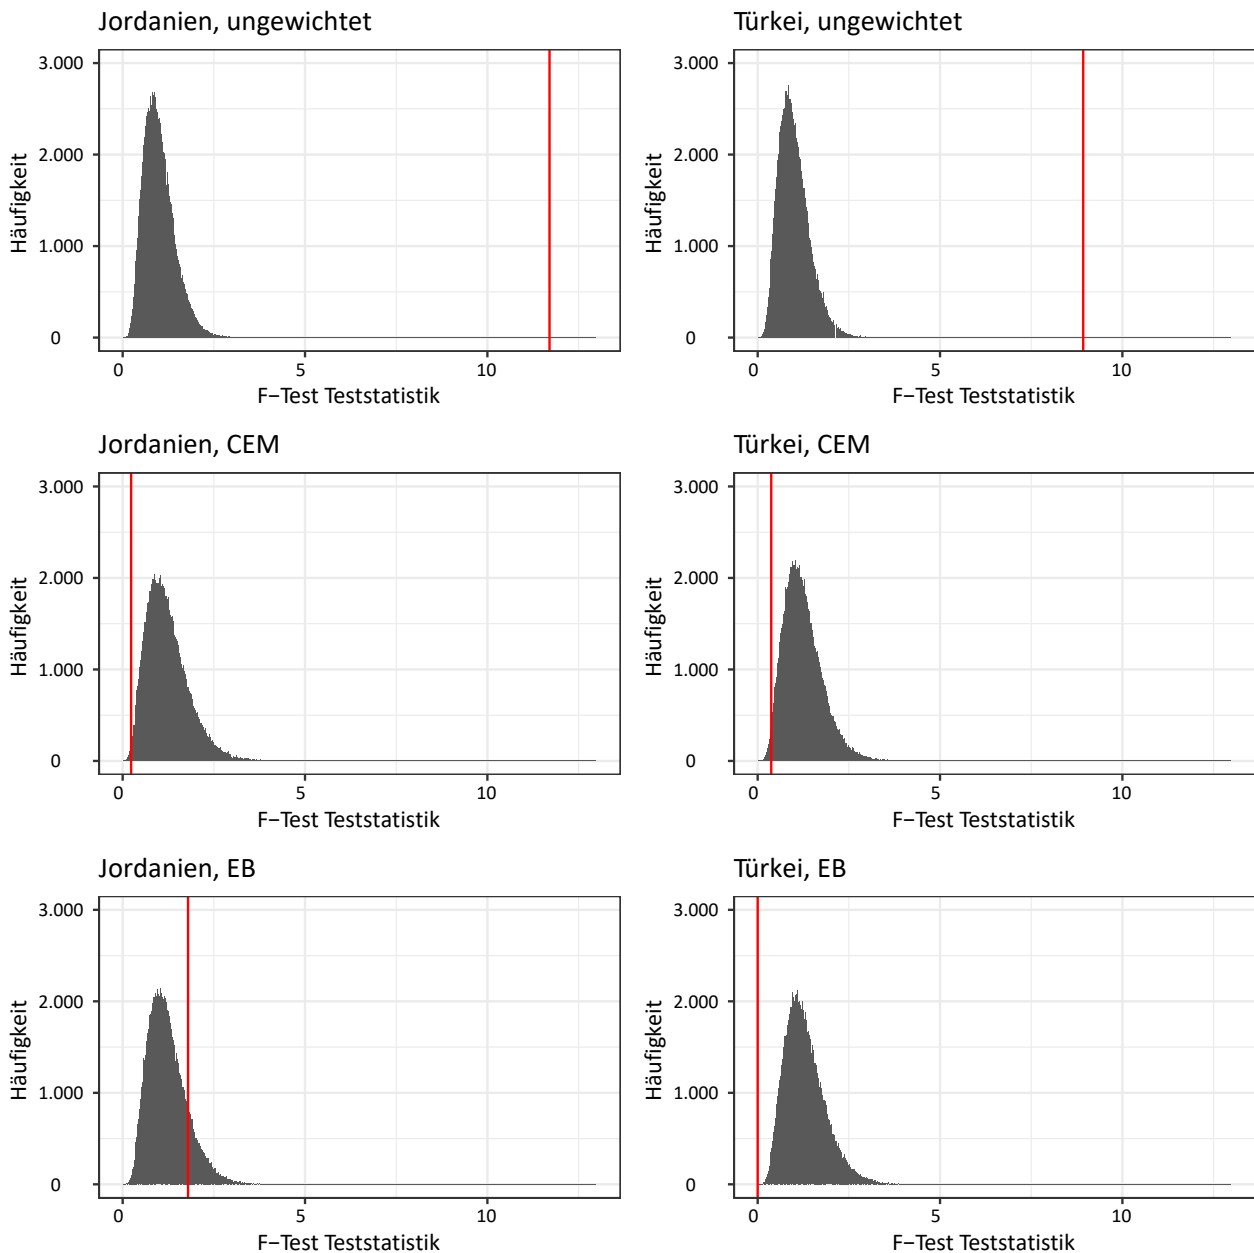 Jordanien, ungewichtet
3.000
2.000
1.000
0
Häufigkeit
0 5 10
F−Test Teststatistik
Türkei, ungewichtet
3.000
2.000
1.000
0
Häufigkeit
0 5 10
F−Test Teststatistik
Jordanien, CEM
3.000
2.000
1.000
0
Häufigkeit
0 5 10
F−Test Teststatistik
Türkei, CEM
3.000
2.000
1.000
0
Häufigkeit
0 5 10
F−Test Teststatistik
Jordanien, EB
3.000
2.000
1.000
0
Häufigkeit
0 5 10
F−Test Teststatistik
Türkei, EB
3.000
2.000
1.000
0
Häufigkeit
0 5 10
F−Test Teststatistik